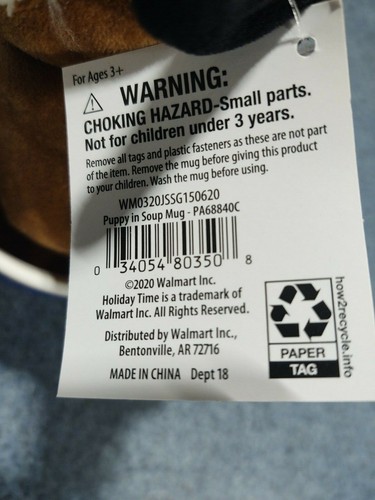 For Ages 3+
WARNING:
CHOKING HAZARD-Small parts.
Not for children under 3 years.
Remove all tags and plastic fasteners as these are not part
of the item. Remove the mug before giving this product
to your children. Wash the mug before using.
WM0320JSSG150620
Puppy in Soup Mug - PA68840C
0 34054 80350 8
©2020 Walmart Inc.
Holiday Time is a trademark of
Walmart Inc. All Rights Reserved.
Distributed by Walmart Inc.,
Bentonville, AR 72716
MADE IN CHINA Dept 18
PAPER
TAG
how2recycle.info